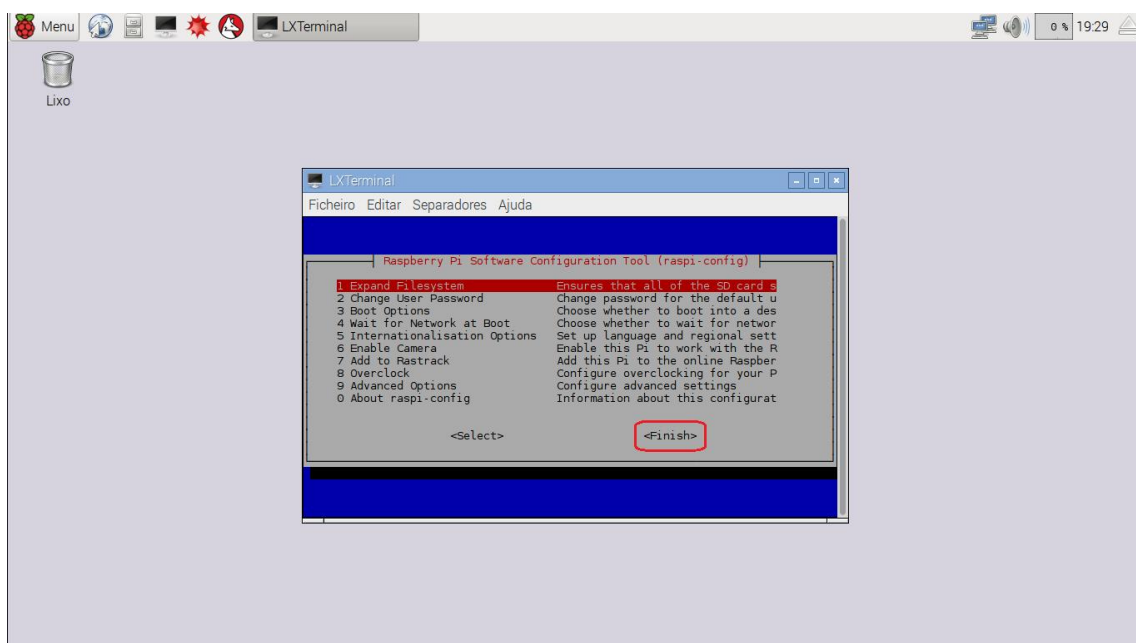 Menu LXTerminal 0 % 19:29
Lixo
LXTerminal
Ficheiro Editar Separadores Ajuda
Raspberry Pi Software Configuration Tool (raspi-config)
1 Expand Filesystem Ensures that all of the SD card s
2 Change User Password Change password for the default u
3 Boot Options Choose whether to boot into a des
4 Wait for Network at Boot Choose whether to wait for networ
5 Internationalisation Options Set up language and regional sett
6 Enable Camera Enable this Pi to work with the R
7 Add to Rastrack Add this Pi to the online Raspber
8 Overclock Configure overclocking for your P
9 Advanced Options Configure advanced settings
0 About raspi-config Information about this configurat
<Select> <Finish>